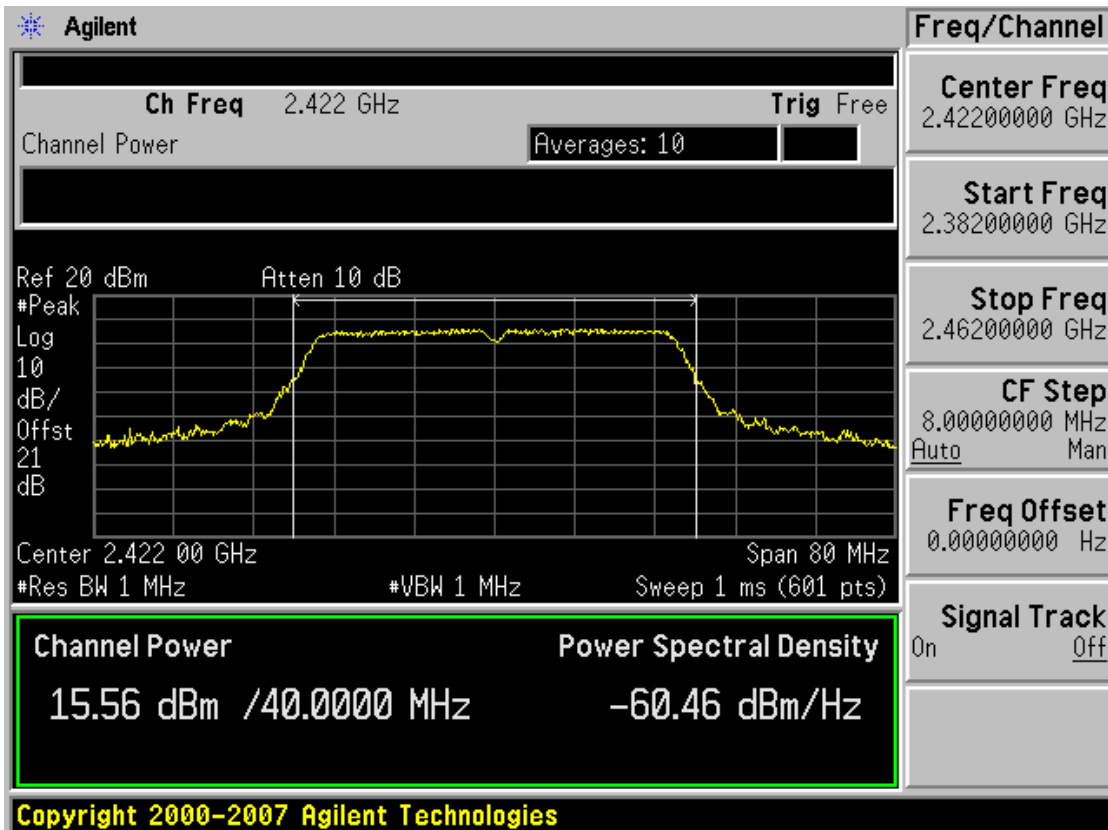 Agilent
Freq/Channel
Ch Freq 2.422 GHz Trig Free
Channel Power Averages: 10
Ref 20 dBm Atten 10 dB
#Peak
Log
10
dB/
Offst
21
dB
Center 2.422 00 GHz Span 80 MHz
#Res BW 1 MHz #VBW 1 MHz Sweep 1 ms (601 pts)
Channel Power Power Spectral Density
15.56 dBm /40.0000 MHz -60.46 dBm/Hz
Center Freq
2.42200000 GHz
Start Freq
2.38200000 GHz
Stop Freq
2.46200000 GHz
CF Step
8.00000000 MHz
Auto Man
Freq Offset
0.00000000 Hz
Signal Track
On Off
Copyright 2000-2007 Agilent Technologies